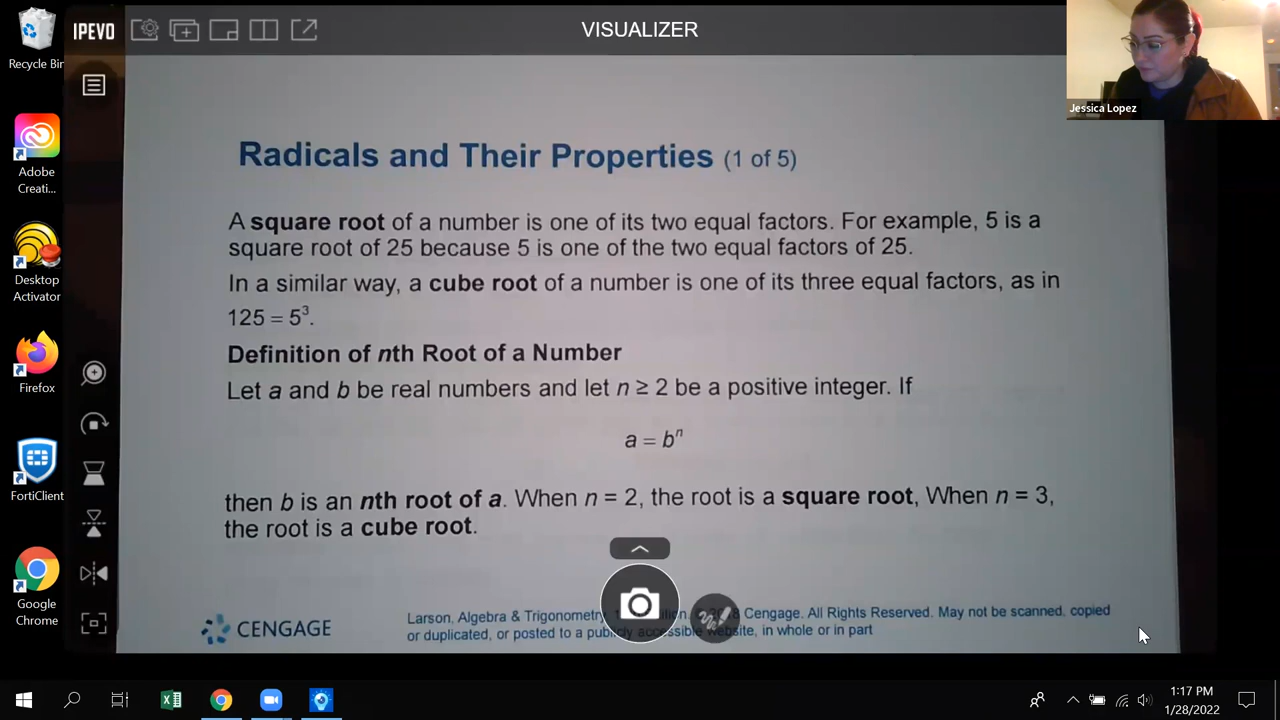 Recycle Bin
IPEVO
VISUALIZER
Jessica Lopez
Adobe
Creati...
Desktop
Activator
Firefox
FortiClient
Google
Chrome
Radicals and Their Properties (1 of 5)
A square root of a number is one of its two equal factors. For example, 5 is a
square root of 25 because 5 is one of the two equal factors of 25.
In a similar way, a cube root of a number is one of its three equal factors, as in
125 = 5³.
Definition of nth Root of a Number
Let a and b be real numbers and let n ≥ 2 be a positive integer. If
a = bⁿ
then b is an nth root of a. When n = 2, the root is a square root, When n = 3,
the root is a cube root.
CENGAGE
Larson, Algebra & Trigonometry, Cengage. All Rights Reserved. May not be scanned, copied
or duplicated, or posted to a publicly accessible website, in whole or in part
1:17 PM
1/28/2022